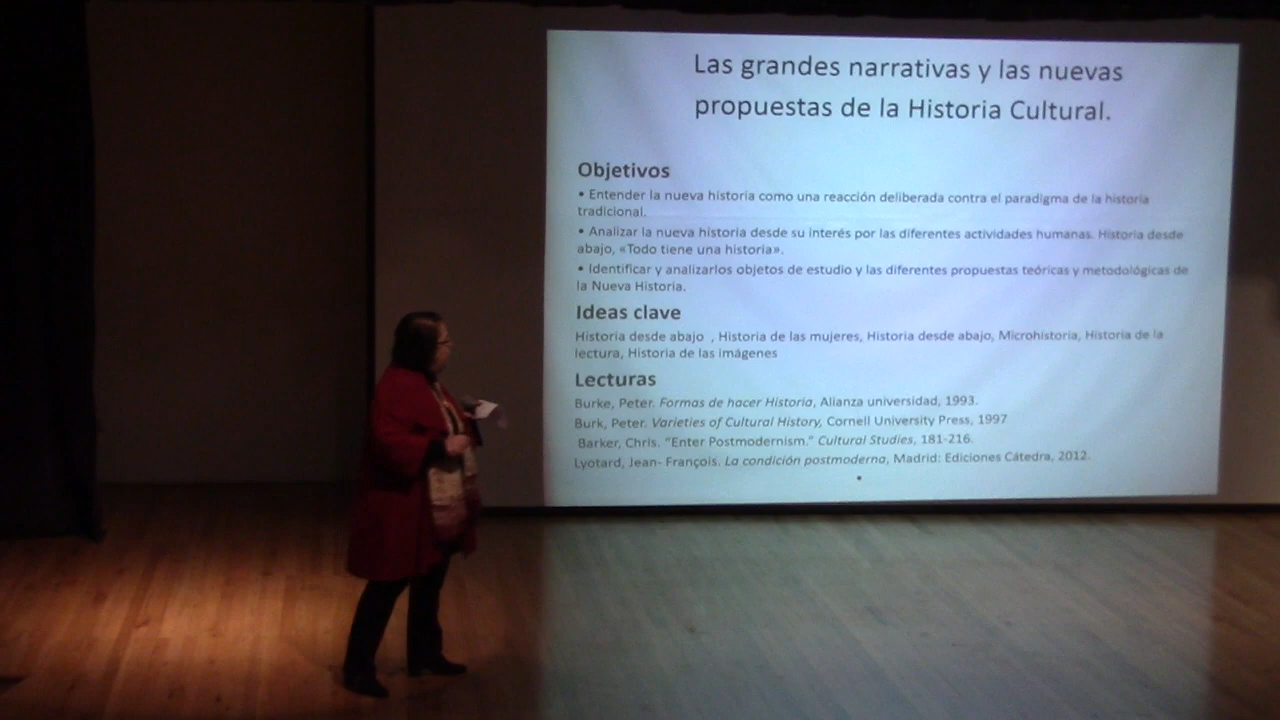 Las grandes narrativas y las nuevas
propuestas de la Historia Cultural.
Objetivos
• Entender la nueva historia como una reacción deliberada contra el paradigma de la historia
tradicional.
• Analizar la nueva historia desde su interés por las diferentes actividades humanas. Historia desde
abajo, «Todo tiene una historia».
• Identificar y analizarlos objetos de estudio y las diferentes propuestas teóricas y metodológicas de
la Nueva Historia.
Ideas clave
Historia desde abajo , Historia de las mujeres, Historia desde abajo, Microhistoria, Historia de la
lectura, Historia de las imágenes
Lecturas
Burke, Peter. Formas de hacer Historia, Alianza universidad, 1993.
Burk, Peter. Varieties of Cultural History, Cornell University Press, 1997
Barker, Chris. “Enter Postmodernism.” Cultural Studies, 181-216.
Lyotard, Jean- François. La condición postmoderna, Madrid: Ediciones Cátedra, 2012.
•